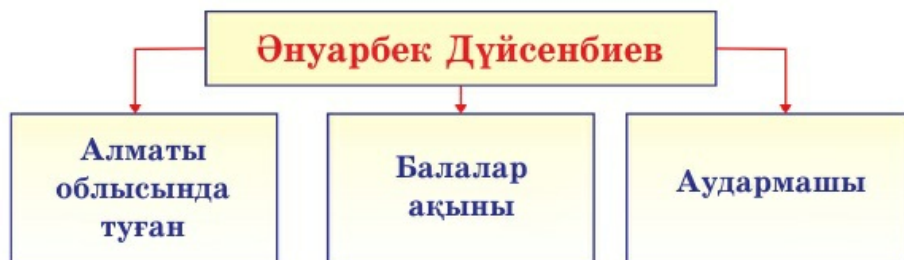 Әнуарбек Дүйсенбиев
Алматы
облысында
туған
Балалар
ақыны
Аудармашы